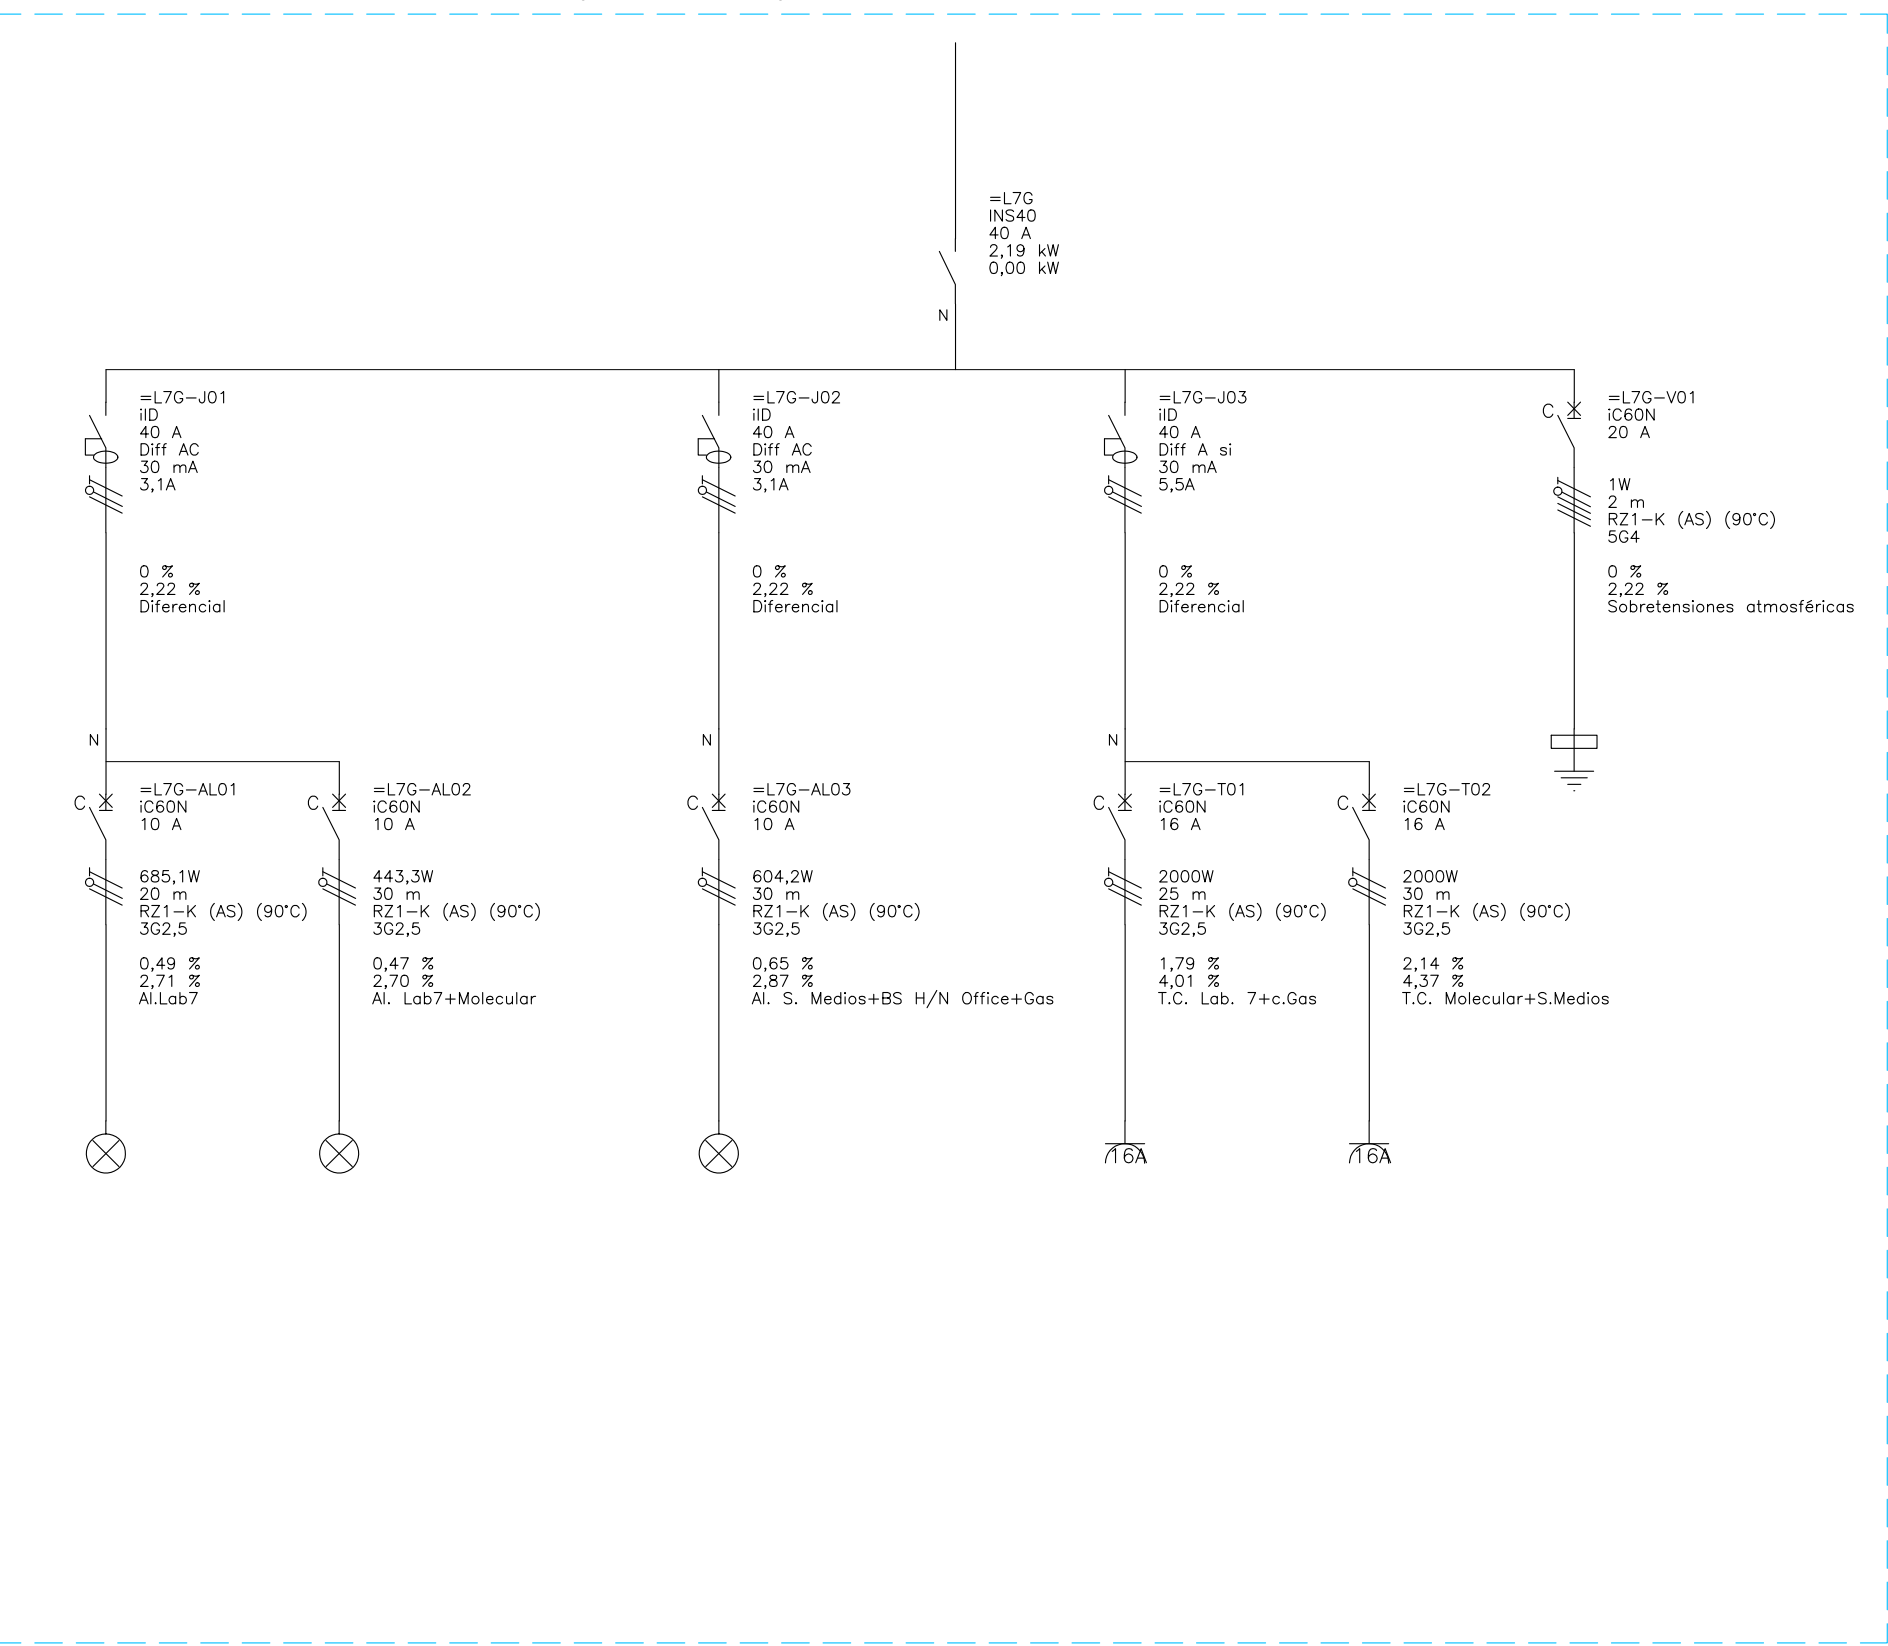 =L7G
INS40
40 A
2,19 kW
0,00 kW
N
=L7G-J01
iID
40 A
Diff AC
30 mA
3,1A
0 %
2,22 %
Diferencial
=L7G-J02
iID
40 A
Diff AC
30 mA
3,1A
0 %
2,22 %
Diferencial
=L7G-J03
iID
40 A
Diff A si
30 mA
5,5A
0 %
2,22 %
Diferencial
C
=L7G-V01
iC60N
20 A
1W
2 m
RZ1-K (AS) (90°C)
5G4
0 %
2,22 %
Sobretensiones atmosféricas
N
N
N
C
=L7G-AL01
iC60N
10 A
685,1W
20 m
RZ1-K (AS) (90°C)
3G2,5
0,49 %
2,71 %
Al.Lab7
C
=L7G-AL02
iC60N
10 A
443,3W
30 m
RZ1-K (AS) (90°C)
3G2,5
0,47 %
2,70 %
Al. Lab7+Molecular
C
=L7G-AL03
iC60N
10 A
604,2W
30 m
RZ1-K (AS) (90°C)
3G2,5
0,65 %
2,87 %
Al. S. Medios+BS H/N Office+Gas
C
=L7G-T01
iC60N
16 A
2000W
25 m
RZ1-K (AS) (90°C)
3G2,5
1,79 %
4,01 %
T.C. Lab. 7+c.Gas
C
=L7G-T02
iC60N
16 A
2000W
30 m
RZ1-K (AS) (90°C)
3G2,5
2,14 %
4,37 %
T.C. Molecular+S.Medios
16A
16A